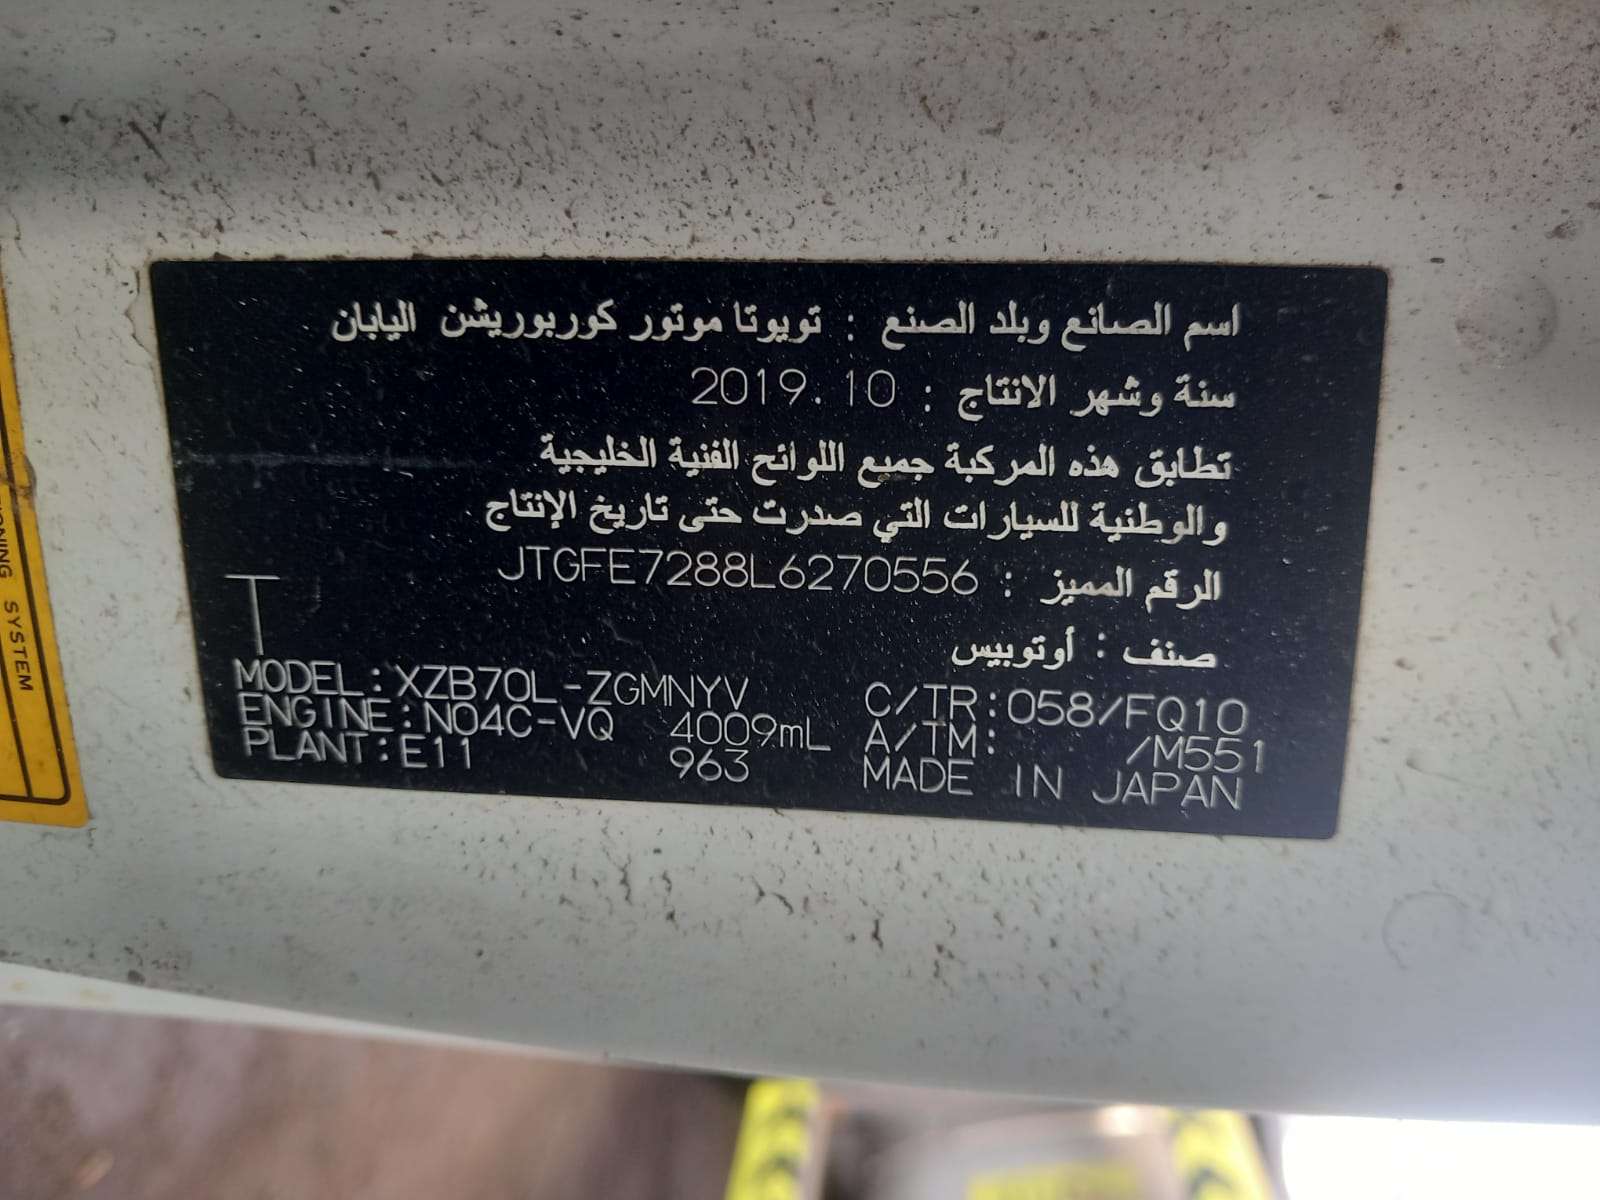 اسم الصانع وبلد الصنع : تويوتا موتور كوربوريشن اليابان
سنة وشهر الانتاج : 2019.10
تطابق هذه المركبة جميع اللوائح الفنية الخليجية
والوطنية للسيارات التي صدرت حتى تاريخ الإنتاج
الرقم المميز : JTGFE7288L6270556
صنف : أوتوبيس
T
MODEL:XZB70L-ZGMNYV C/TR:058/FQ10
ENGINE:N04C-VQ 4009mL A/TM: /M551
PLANT:E11 963 MADE IN JAPAN
SYSTEM